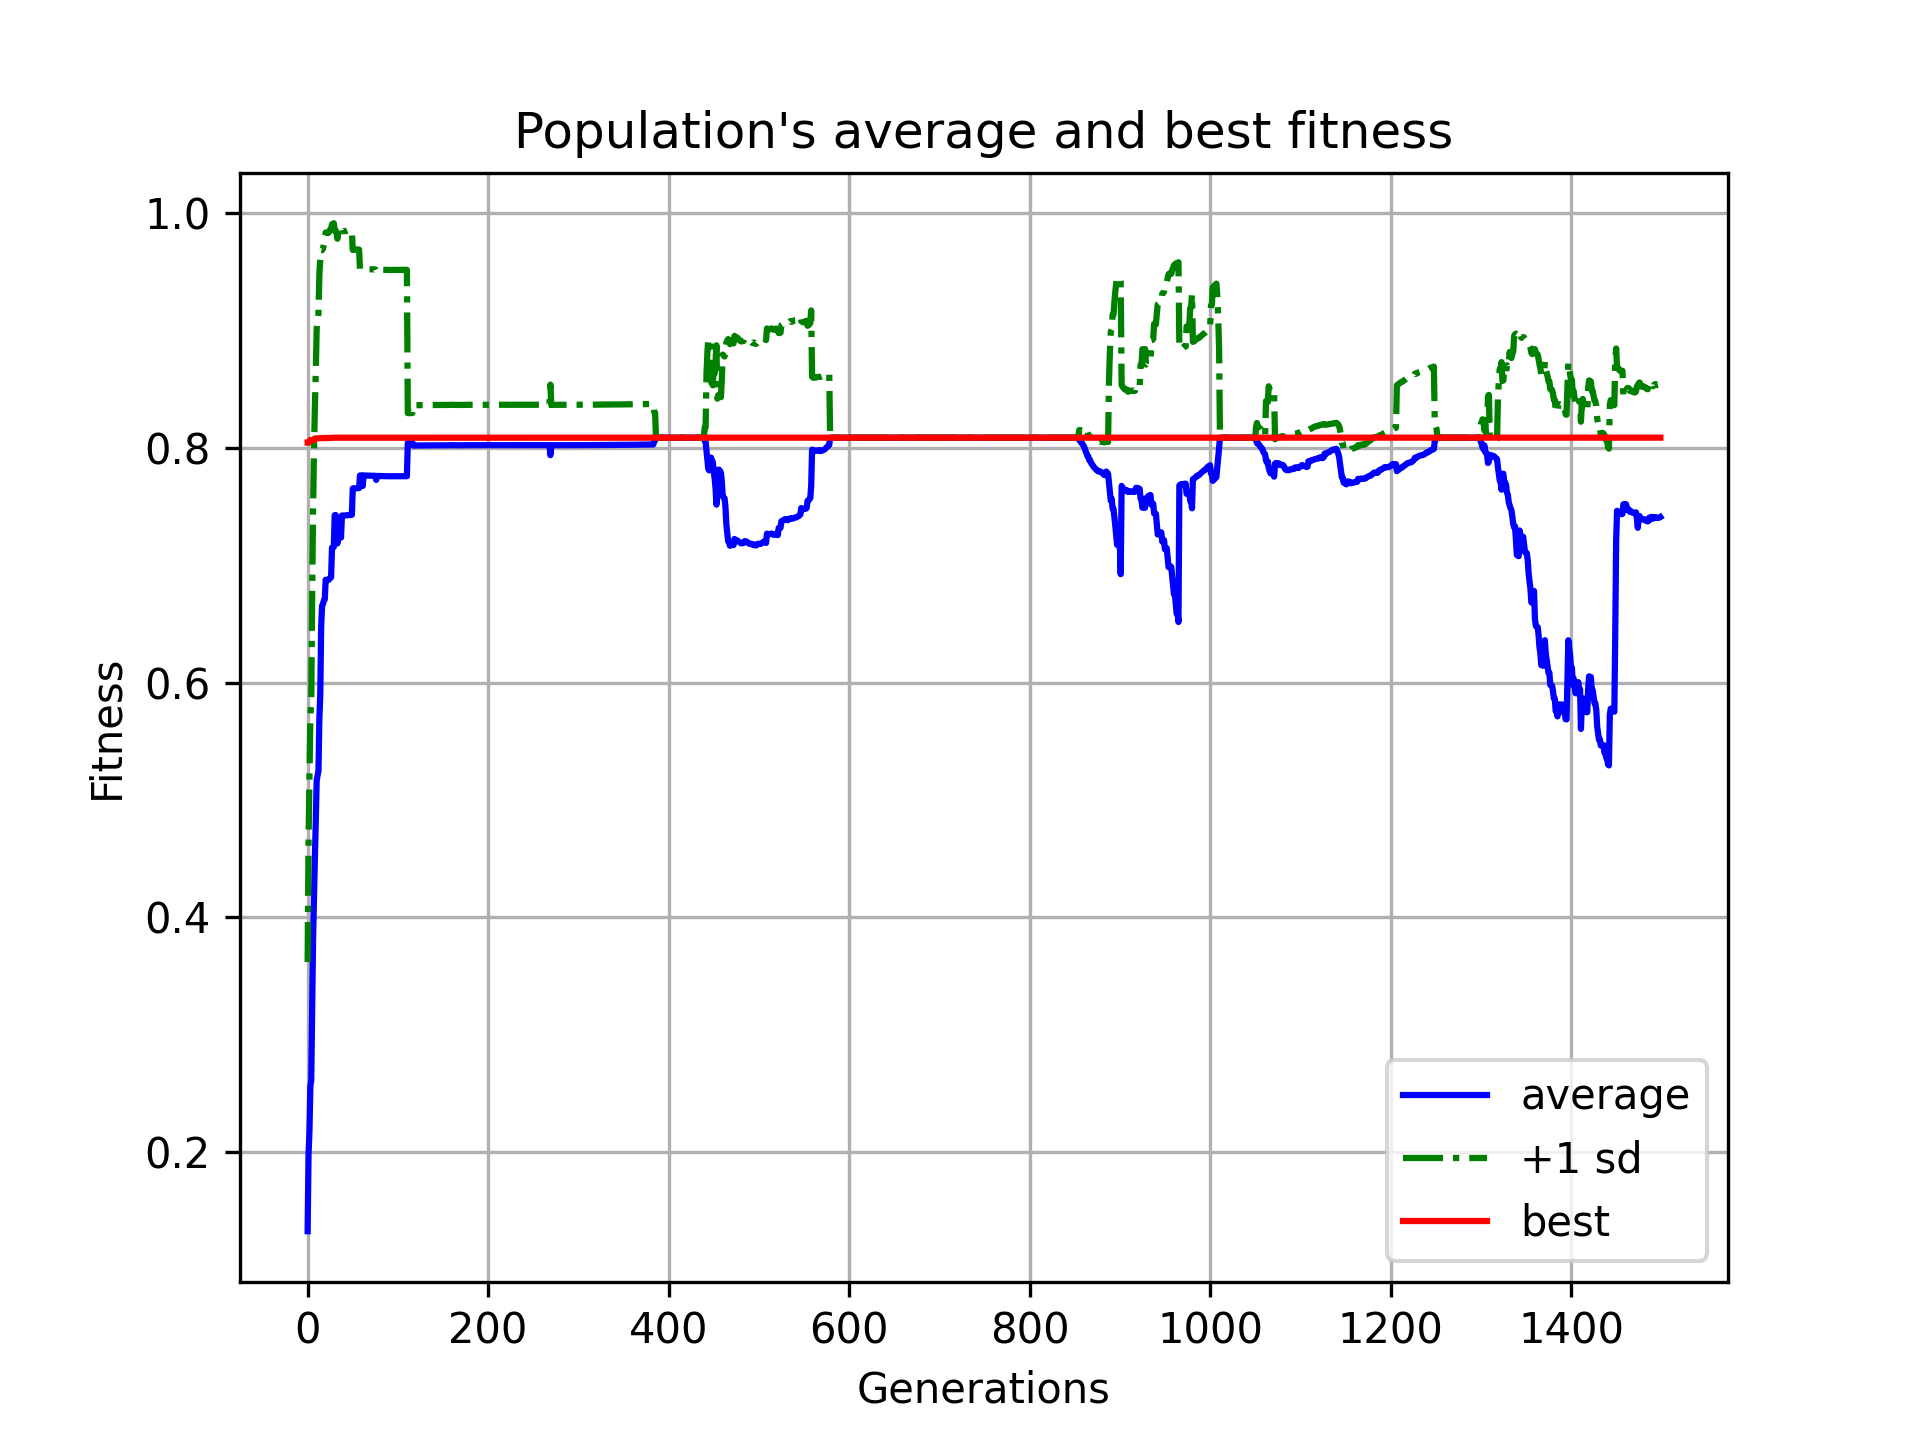 Population's average and best fitness
1.0
0.8
0.6
0.4
0.2
Fitness
0 200 400 600 800 1000 1200 1400
Generations
average
+1 sd
best